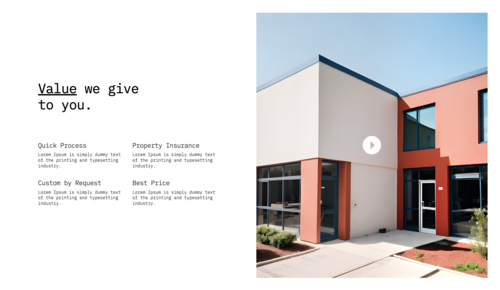 Value we give
to you.
Quick Process
Lorem Ipsum is simply dummy text
of the printing and typesetting
industry.
Property Insurance
Lorem Ipsum is simply dummy text
of the printing and typesetting
industry.
Custom by Request
Lorem Ipsum is simply dummy text
of the printing and typesetting
industry.
Best Price
Lorem Ipsum is simply dummy text
of the printing and typesetting
industry.